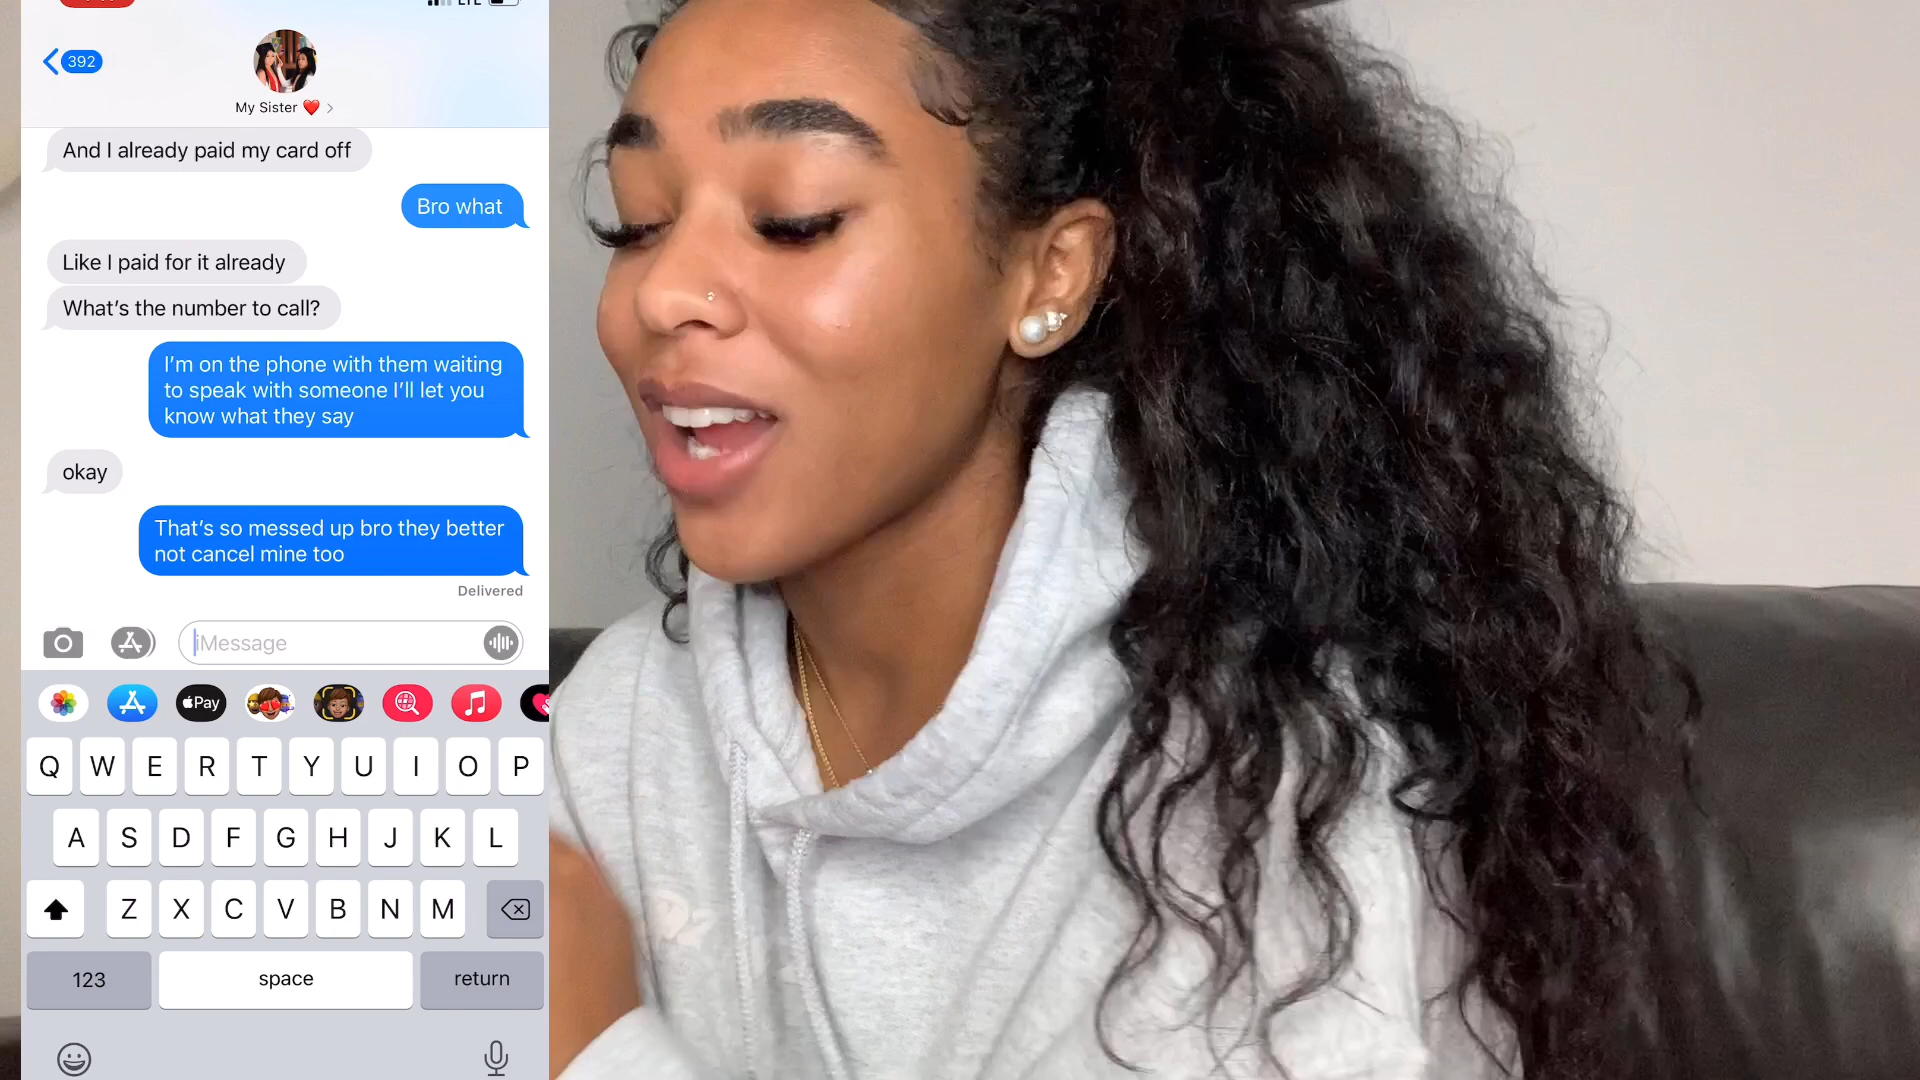 LTE
392
My Sister ❤️ >
And I already paid my card off
Bro what
Like I paid for it already
What's the number to call?
I'm on the phone with them waiting
to speak with someone I'll let you
know what they say
okay
That's so messed up bro they better
not cancel mine too
Delivered
iMessage
Pay
Q W E R T Y U I O P
A S D F G H J K L
Z X C V B N M
123 space return